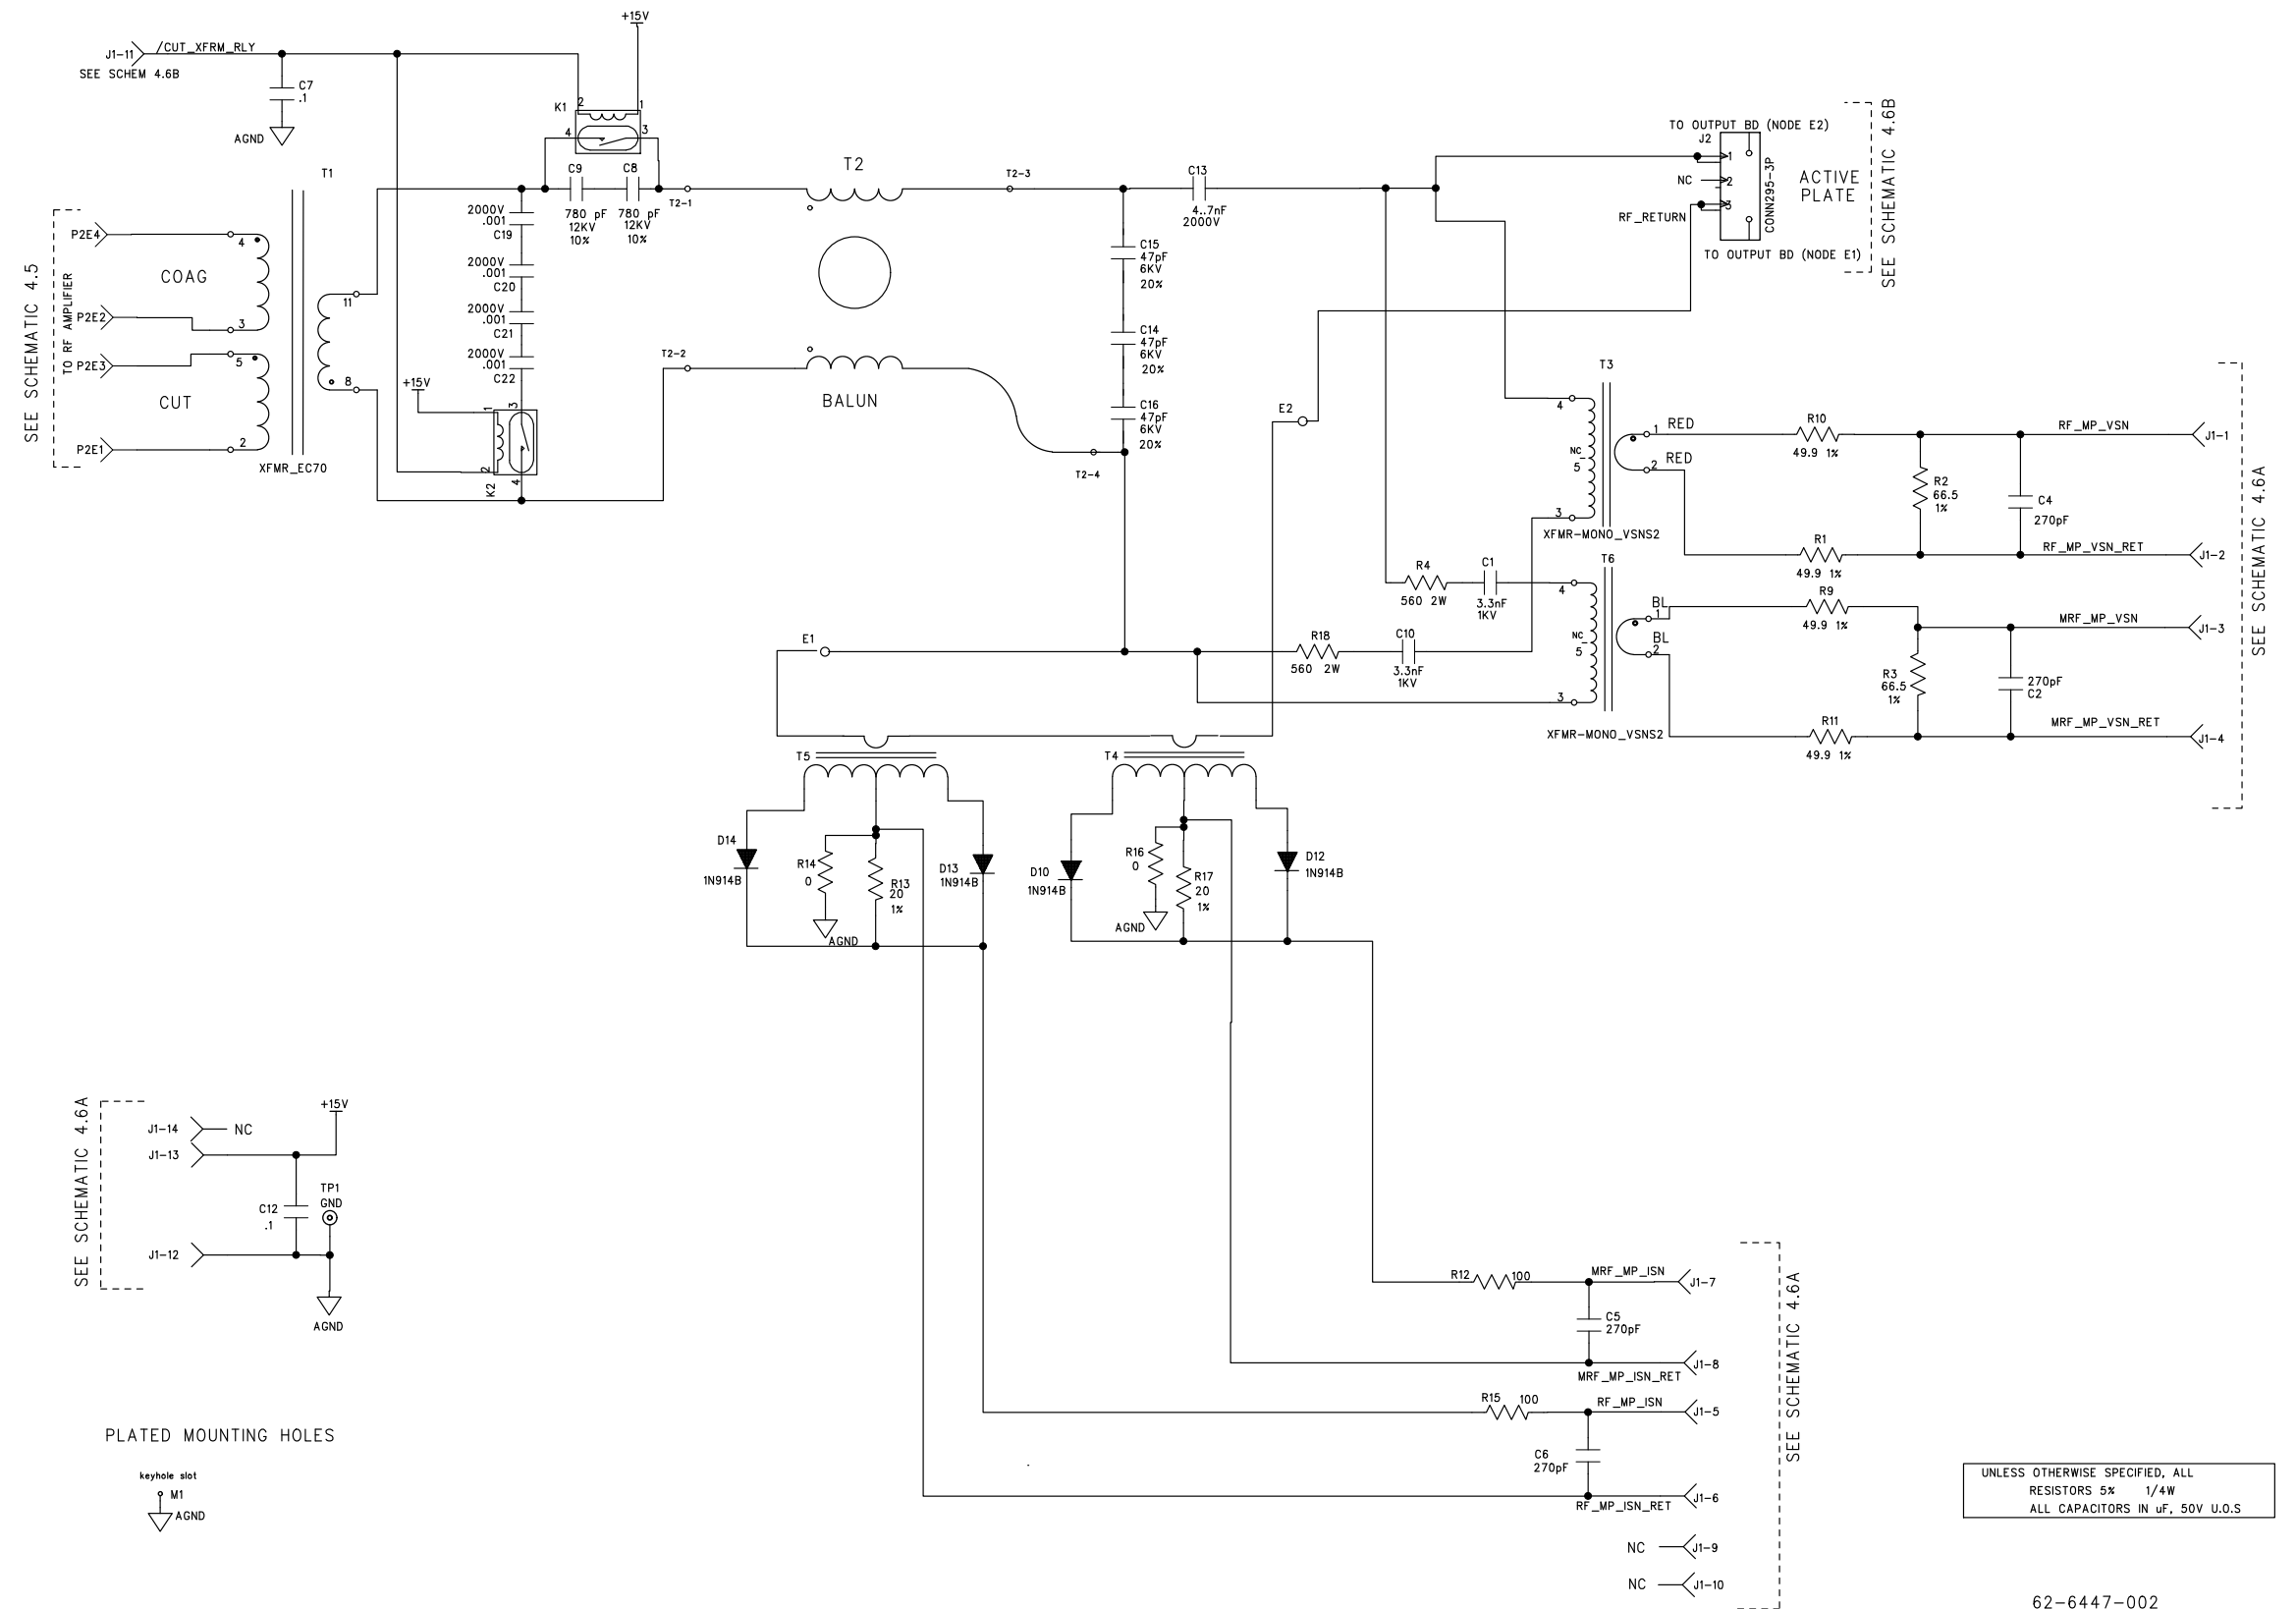 +15V
J1-11
/CUT_XFRM_RLY
SEE SCHEM 4.6B
C7
.1
AGND
K1
2
1
4
3
T1
C9
C8
780 pF
12KV
10%
780 pF
12KV
10%
T2-1
T2
T2-3
C13
4..7nF
2000V
TO OUTPUT BD (NODE E2)
J2
1
NC
2
3
RF_RETURN
CONN295-3P
ACTIVE
PLATE
TO OUTPUT BD (NODE E1)
SEE SCHEMATIC 4.6B
SEE SCHEMATIC 4.5
TO RF AMPLIFIER
P2E4
P2E2
P2E3
P2E1
COAG
CUT
4
3
5
2
11
8
XFMR_EC70
2000V
.001
C19
2000V
.001
C20
2000V
.001
C21
2000V
.001
C22
+15V
1
3
2
4
K2
T2-2
BALUN
C15
47pF
6KV
20%
C14
47pF
6KV
20%
C16
47pF
6KV
20%
T2-4
E2
T3
4
NC
5
3
XFMR-MONO_VSNS2
1
RED
2
RED
R10
49.9 1%
R2
66.5
1%
C4
270pF
R1
49.9 1%
RF_MP_VSN
J1-1
RF_MP_VSN_RET
J1-2
SEE SCHEMATIC 4.6A
T6
R4
560 2W
C1
3.3nF
1KV
4
NC
5
3
XFMR-MONO_VSNS2
BL
1
BL
2
R9
49.9 1%
R3
66.5
1%
270pF
C2
R11
49.9 1%
MRF_MP_VSN
J1-3
MRF_MP_VSN_RET
J1-4
E1
R18
560 2W
C10
3.3nF
1KV
T5
T4
D14
1N914B
R14
0
AGND
R13
20
1%
D13
1N914B
D10
1N914B
R16
0
AGND
R17
20
1%
D12
1N914B
SEE SCHEMATIC 4.6A
J1-14
NC
J1-13
+15V
C12
.1
TP1
GND
J1-12
AGND
R12
100
MRF_MP_ISN
J1-7
C5
270pF
J1-8
MRF_MP_ISN_RET
R15
100
RF_MP_ISN
J1-5
C6
270pF
J1-6
RF_MP_ISN_RET
NC
J1-9
NC
J1-10
SEE SCHEMATIC 4.6A
PLATED MOUNTING HOLES
keyhole slot
M1
AGND
UNLESS OTHERWISE SPECIFIED, ALL
RESISTORS 5% 1/4W
ALL CAPACITORS IN uF, 50V U.O.S
62-6447-002